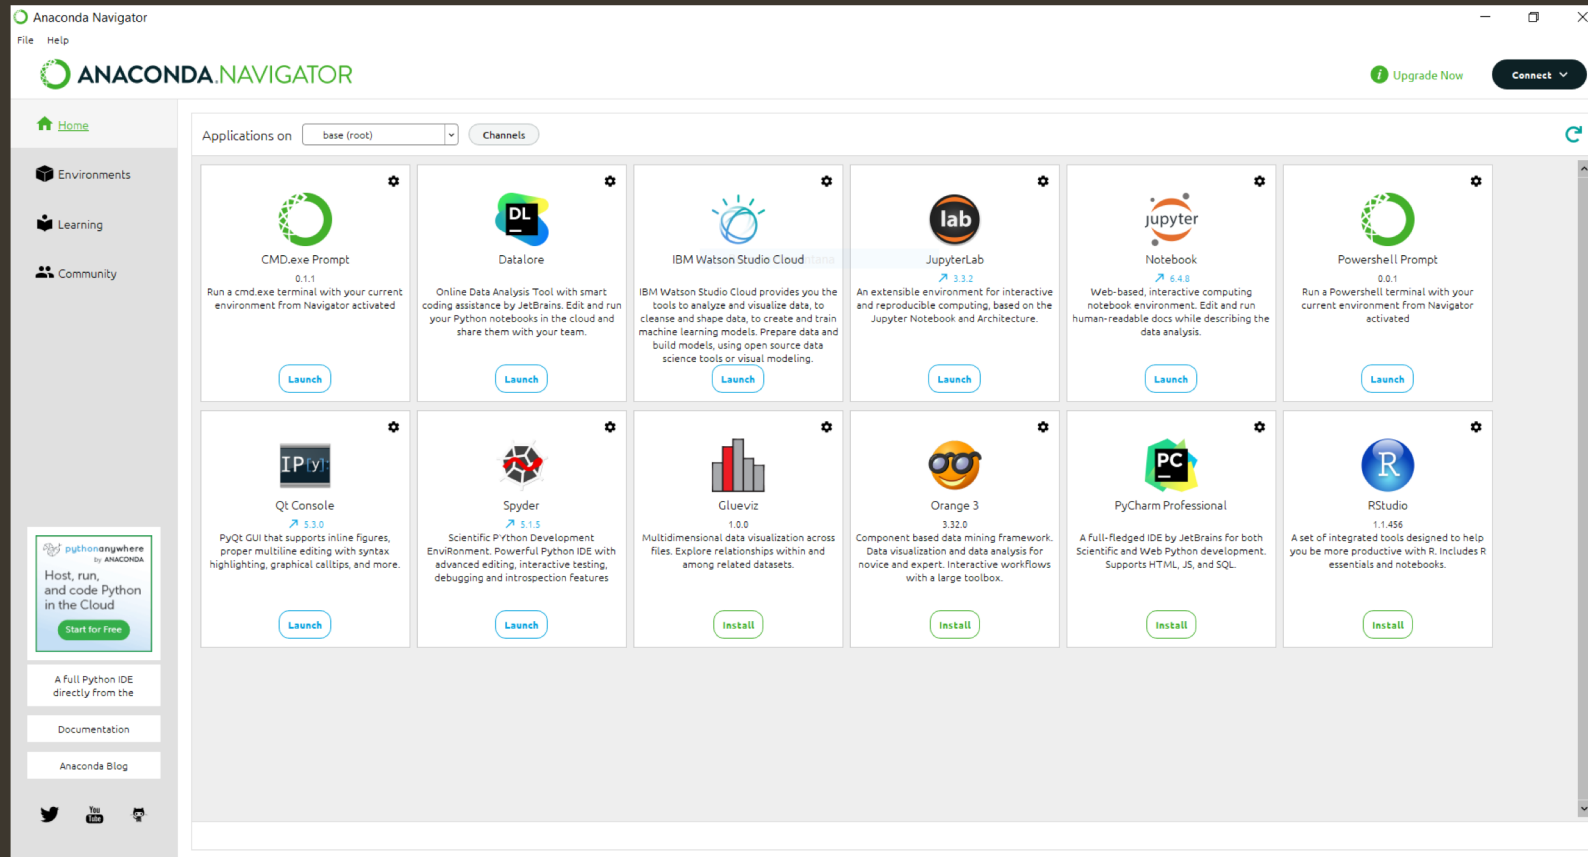 Anaconda Navigator
File Help
ANACONDA.NAVIGATOR
Upgrade Now
Connect
Home
Environments
Learning
Community
Applications on base (root) Channels
CMD.exe Prompt
0.1.1
Run a cmd.exe terminal with your current
environment from Navigator activated
Launch
DL
Datalore
Online Data Analysis Tool with smart
coding assistance by JetBrains. Edit and run
your Python notebooks in the cloud and
share them with your team.
Launch
IBM Watson Studio Cloud
IBM Watson Studio Cloud provides you the
tools to analyze and visualize data, to
cleanse and shape data, to create and train
machine learning models. Prepare data and
build models, using open source data
science tools or visual modeling.
Launch
lab
JupyterLab
3.3.2
An extensible environment for interactive
and reproducible computing, based on the
Jupyter Notebook and Architecture.
Launch
jupyter
Notebook
6.4.8
Web-based, interactive computing
notebook environment. Edit and run
human-readable docs while describing the
data analysis.
Launch
Powershell Prompt
0.0.1
Run a Powershell terminal with your
current environment from Navigator
activated
Launch
IP[y]:
Qt Console
5.3.0
PyQt GUI that supports inline figures,
proper multiline editing with syntax
highlighting, graphical calltips, and more.
Launch
Spyder
5.1.5
Scientific PYthon Development
EnviRonment. Powerful Python IDE with
advanced editing, interactive testing,
debugging and introspection features
Launch
Glueviz
1.0.0
Multidimensional data visualization across
files. Explore relationships within and
among related datasets.
Install
Orange 3
3.32.0
Component based data mining framework.
Data visualization and data analysis for
novice and expert. Interactive workflows
with a large toolbox.
Install
PC
PyCharm Professional
A full-fledged IDE by JetBrains for both
Scientific and Web Python development.
Supports HTML, JS, and SQL.
Install
R
RStudio
1.1.456
A set of integrated tools designed to help
you be more productive with R. Includes R
essentials and notebooks.
Install
pythonanywhere
by ANACONDA
Host, run,
and code Python
in the Cloud
Start for Free
A full Python IDE
directly from the
Documentation
Anaconda Blog
You
Tube